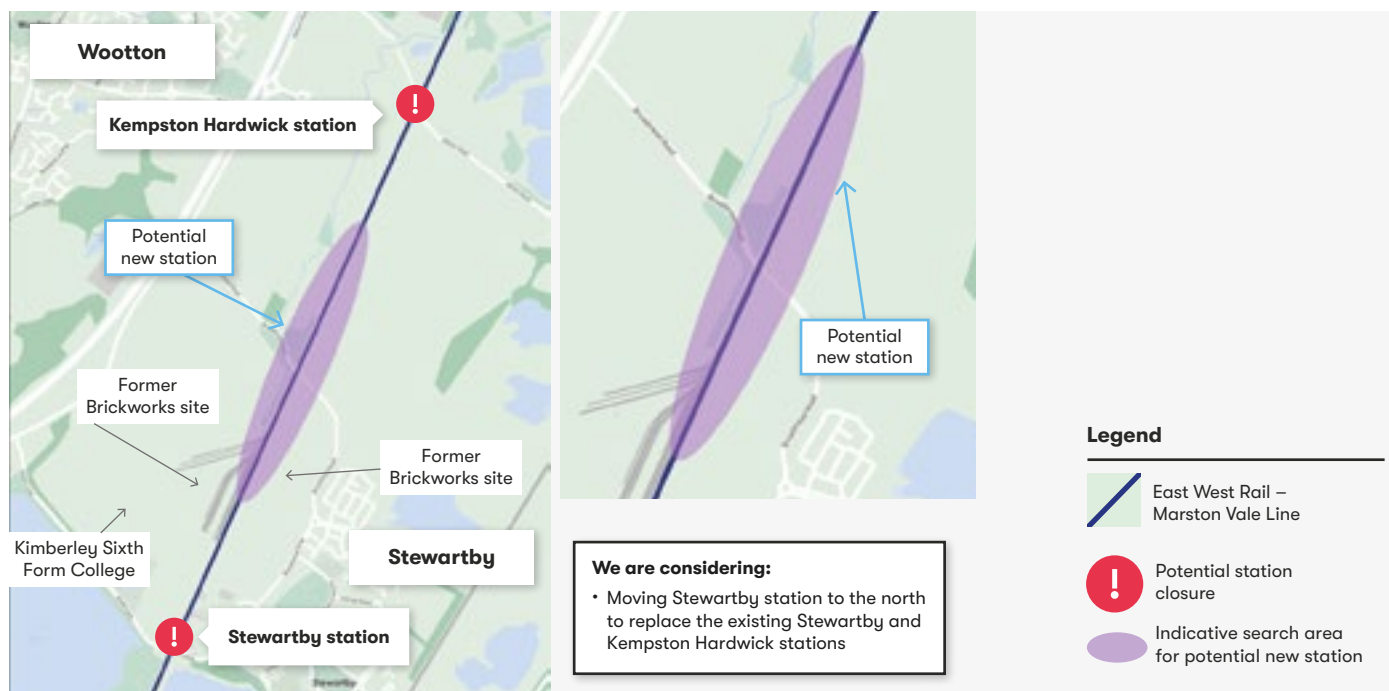 Wootton
Kempston Hardwick station
Potential
new station
Former
Brickworks site
Former
Brickworks site
Kimberley Sixth
Form College
Stewartby
Stewartby station
Stewartby
Potential
new station
We are considering:
• Moving Stewartby station to the north
to replace the existing Stewartby and
Kempston Hardwick stations
Legend
East West Rail –
Marston Vale Line
Potential station
closure
Indicative search area
for potential new station